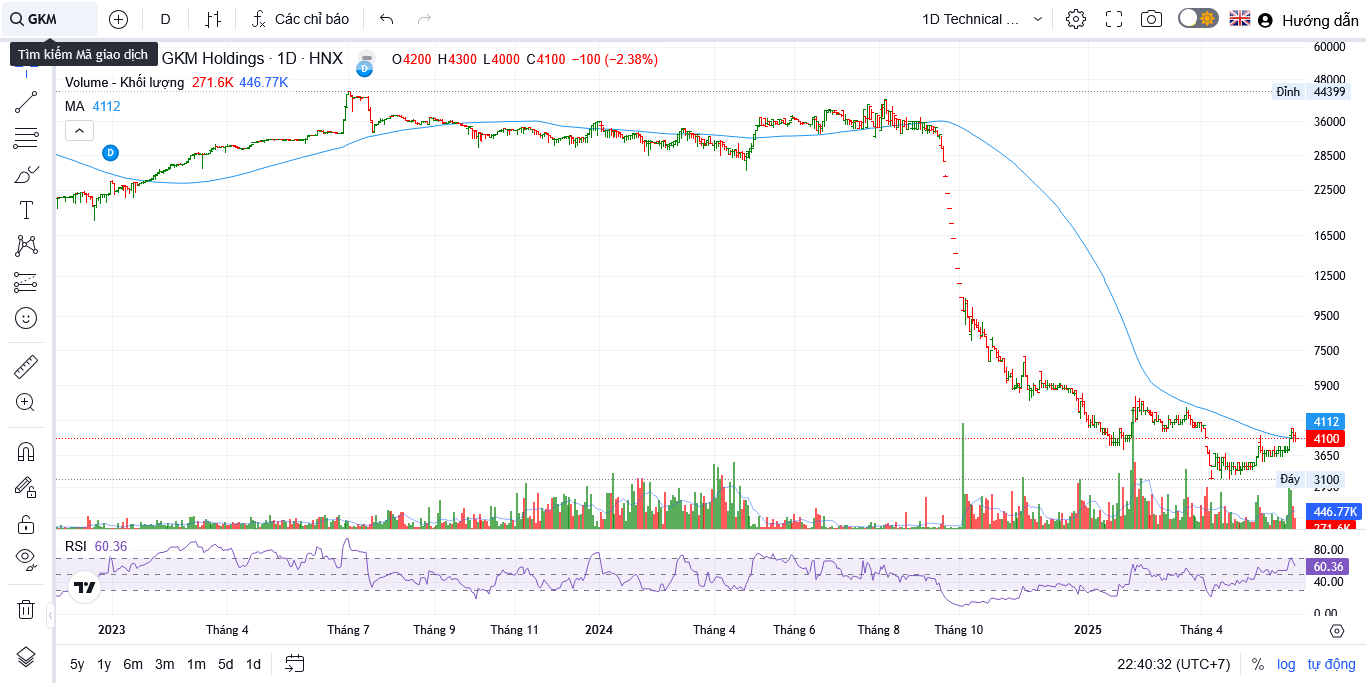 GKM
D
Các chỉ báo
1D Technical ...
Hướng dẫn
Tìm kiếm Mã giao dịch
GKM Holdings · 1D · HNX
D
O4200 H4300 L4000 C4100 −100 (−2.38%)
Volume - Khối lượng 271.6K 446.77K
MA 4112
D
60000
48000
Đỉnh 44399
36000
28500
22500
16500
12500
9500
7500
5900
4112
4100
3650
Đáy 3100
2750
446.77K
271.6K
RSI 60.36
80.00
60.36
40.00
0.00
2023 Tháng 4 Tháng 7 Tháng 9 Tháng 11 2024 Tháng 4 Tháng 6 Tháng 8 Tháng 10 2025 Tháng 4
5y 1y 6m 3m 1m 5d 1d
22:40:32 (UTC+7) % log tự động